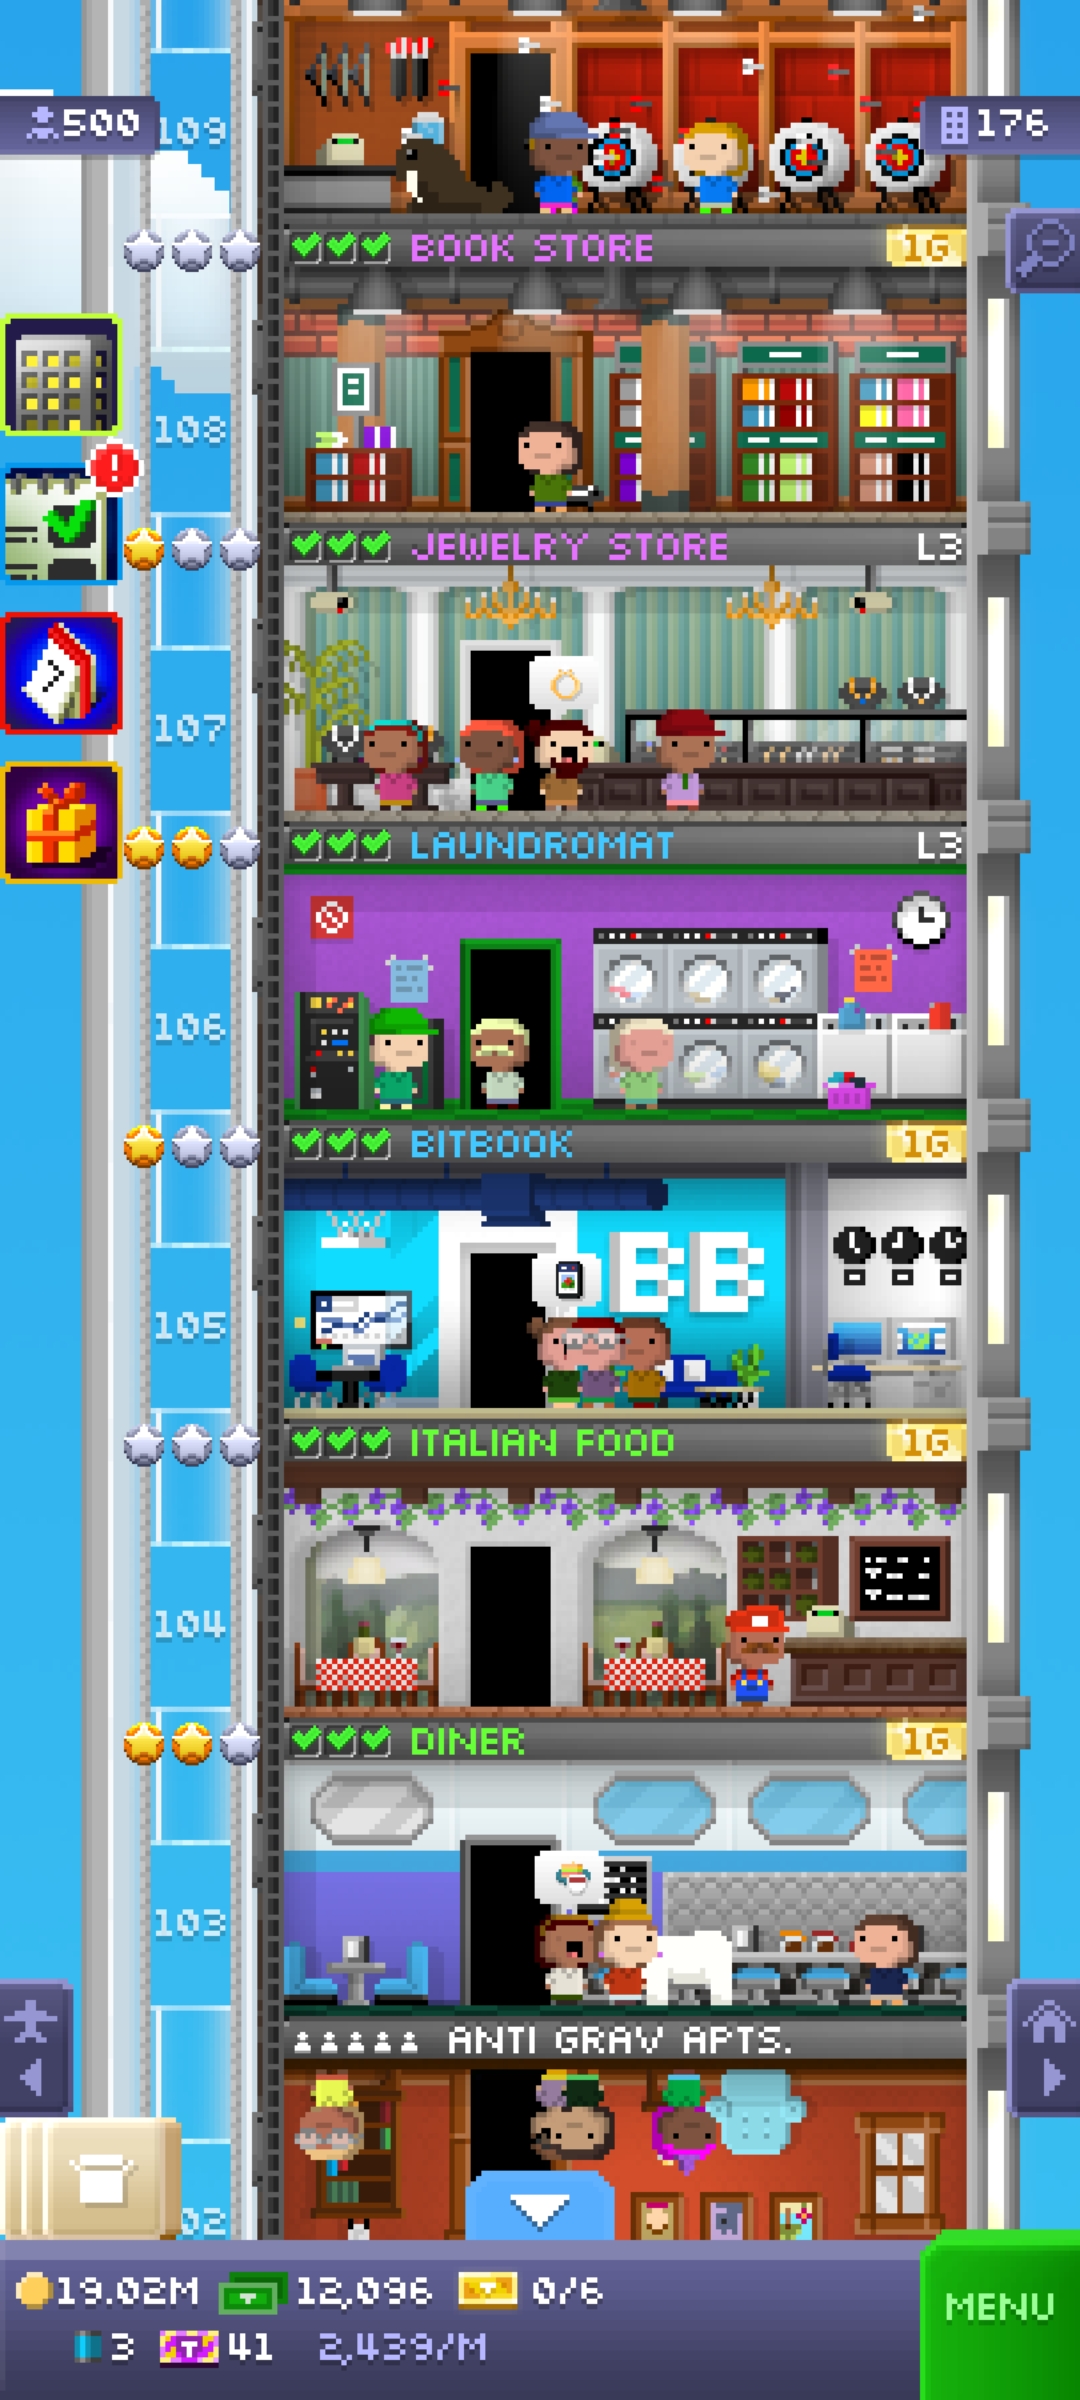 500
109
176
BOOK STORE
1G
108
JEWELRY STORE
L3
7
107
LAUNDROMAT
L3
106
BITBOOK
1G
BB
105
ITALIAN FOOD
1G
104
DINER
1G
103
ANTI GRAV APTS.
02
19.02M
12,096
0/6
MENU
3
T
41
2,439/M